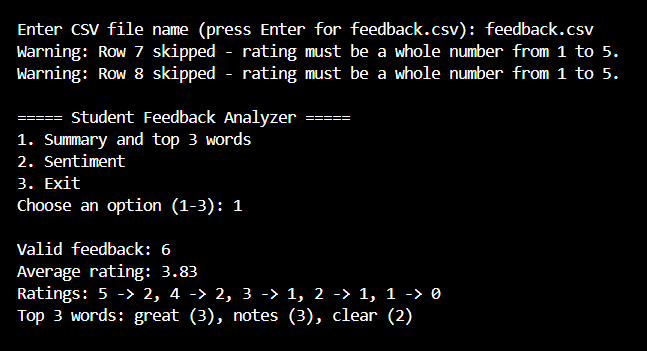 Enter CSV file name (press Enter for feedback.csv): feedback.csv
Warning: Row 7 skipped - rating must be a whole number from 1 to 5.
Warning: Row 8 skipped - rating must be a whole number from 1 to 5.
===== Student Feedback Analyzer =====
1. Summary and top 3 words
2. Sentiment
3. Exit
Choose an option (1-3): 1
Valid feedback: 6
Average rating: 3.83
Ratings: 5 -> 2, 4 -> 2, 3 -> 1, 2 -> 1, 1 -> 0
Top 3 words: great (3), notes (3), clear (2)